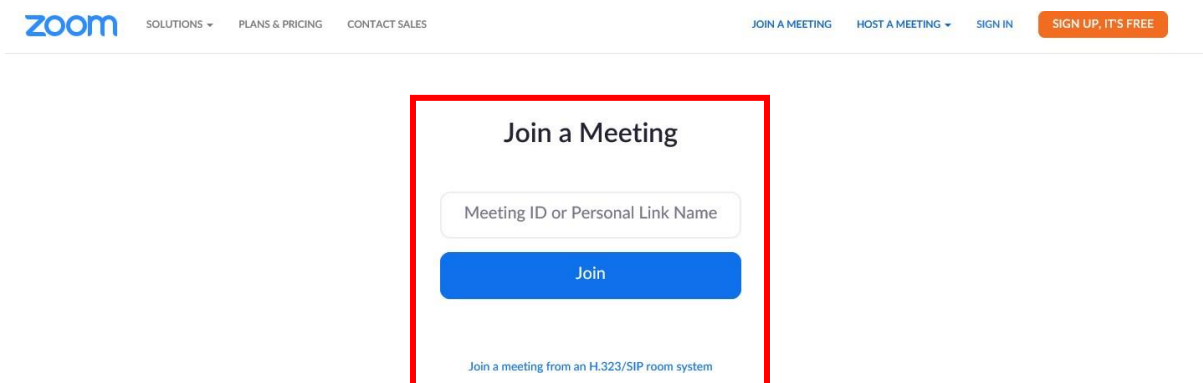 zoom SOLUTIONS PLANS & PRICING CONTACT SALES JOIN A MEETING HOST A MEETING SIGN IN SIGN UP, IT'S FREE
Join a Meeting
Meeting ID or Personal Link Name
Join
Join a meeting from an H.323/SIP room system